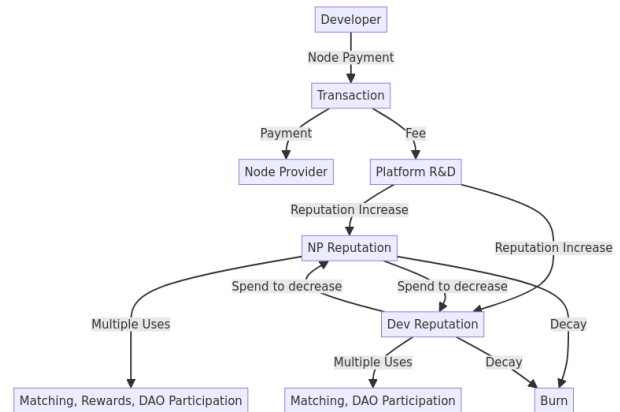 Developer
Node Payment
Transaction
Payment
Fee
Node Provider
Platform R&D
Reputation Increase
NP Reputation
Reputation Increase
Spend to decrease
Spend to decrease
Multiple Uses
Dev Reputation
Decay
Multiple Uses
Decay
Matching, Rewards, DAO Participation
Matching, DAO Participation
Burn